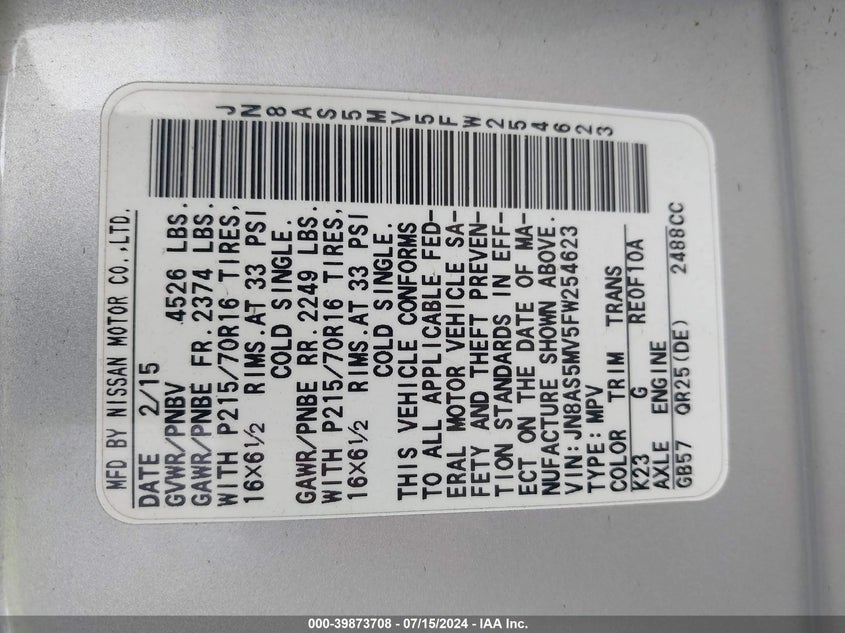 JN8AS5MV5FW254623
MFD BY NISSAN MOTOR CO.,LTD.
DATE 2/15
GVWR/PNBV 4526 LBS.
GAWR/PNBE FR. 2374 LBS.
WITH P215/70R16 TIRES,
16X6½ RIMS AT 33 PSI
COLD SINGLE.
GAWR/PNBE RR. 2249 LBS.
WITH P215/70R16 TIRES,
16X6½ RIMS AT 33 PSI
COLD SINGLE.
THIS VEHICLE CONFORMS
TO ALL APPLICABLE FED-
ERAL MOTOR VEHICLE SA-
FETY AND THEFT PREVEN-
TION STANDARDS IN EFF-
ECT ON THE DATE OF MA-
NUFACTURE SHOWN ABOVE.
VIN:JN8AS5MV5FW254623
TYPE:MPV
COLOR TRIM TRANS
K23 G RE0F10A
AXLE ENGINE
GB57 QR25(DE) 2488CC
000-39873708 - 07/15/2024 - IAA Inc.